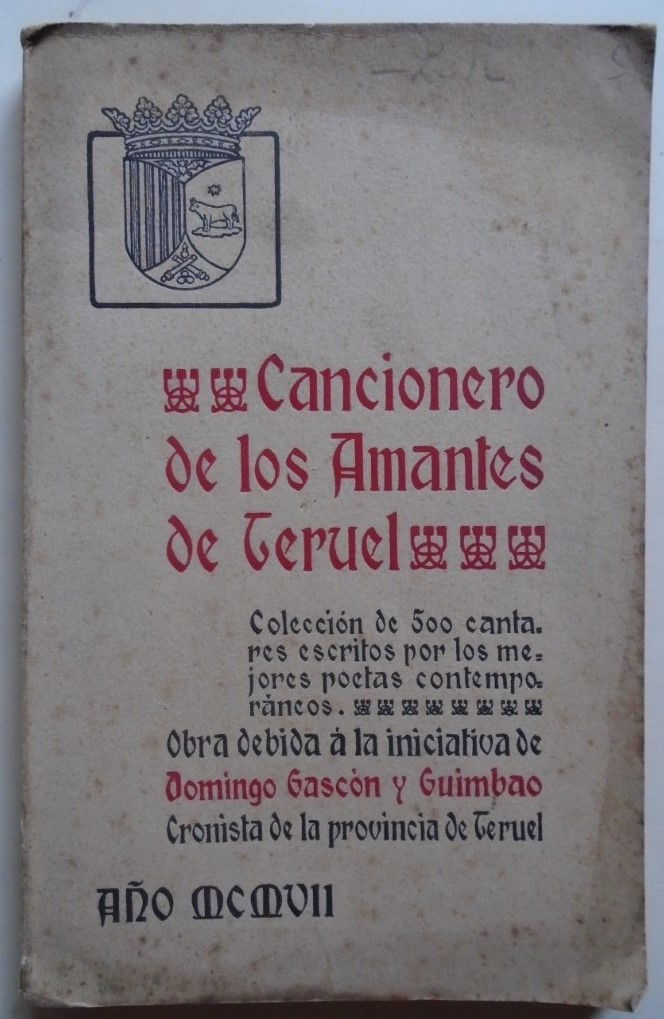 Cancionero
de los Amantes
de Teruel
Colección de 500 canta-
res escritos por los me-
jores poetas contempo-
ráneos.
Obra debida á la iniciativa de
Domingo Gascón y Guimbao
Cronista de la provincia de Teruel
AÑO MCMVII